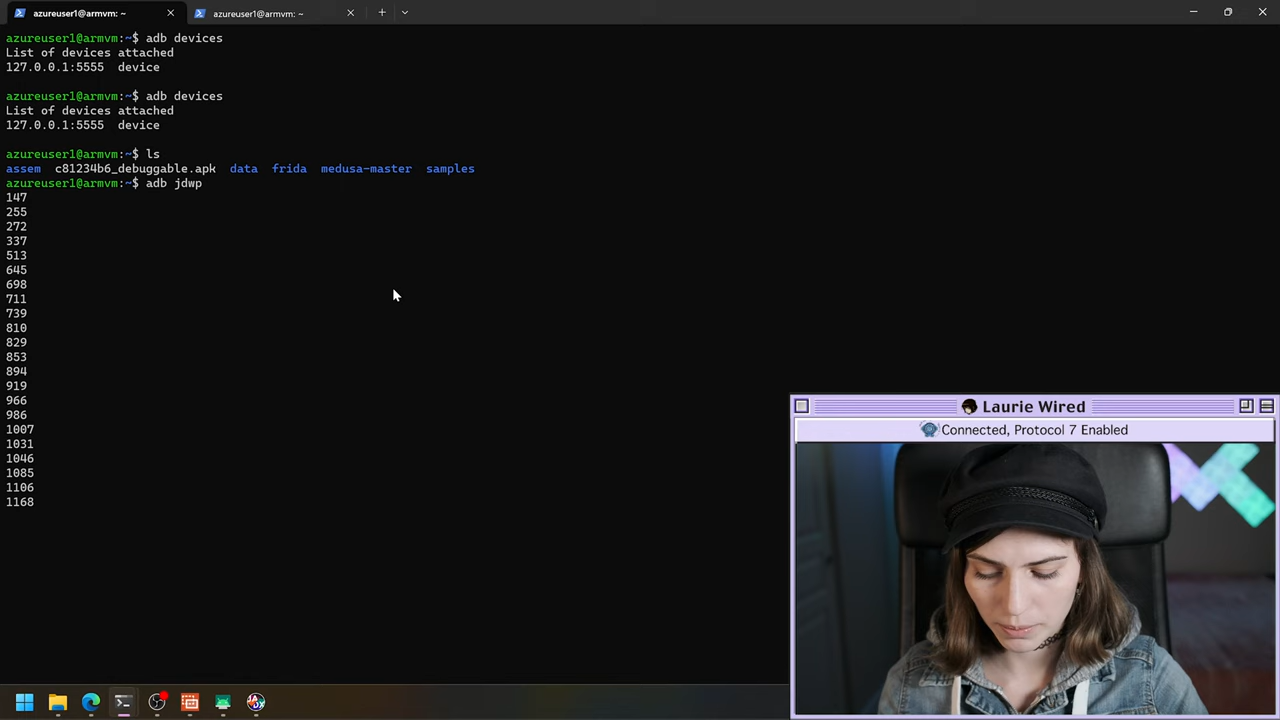 azureuser1@armvm: ~
azureuser1@armvm: ~
azureuser1@armvm:~$ adb devices
List of devices attached
127.0.0.1:5555  device
azureuser1@armvm:~$ adb devices
List of devices attached
127.0.0.1:5555  device
azureuser1@armvm:~$ ls
assem  c81234b6_debuggable.apk  data  frida  medusa-master  samples
azureuser1@armvm:~$ adb jdwp
147
255
272
337
513
645
698
711
739
810
829
853
894
919
966
986
1007
1031
1046
1085
1106
1168
Laurie Wired
Connected, Protocol 7 Enabled